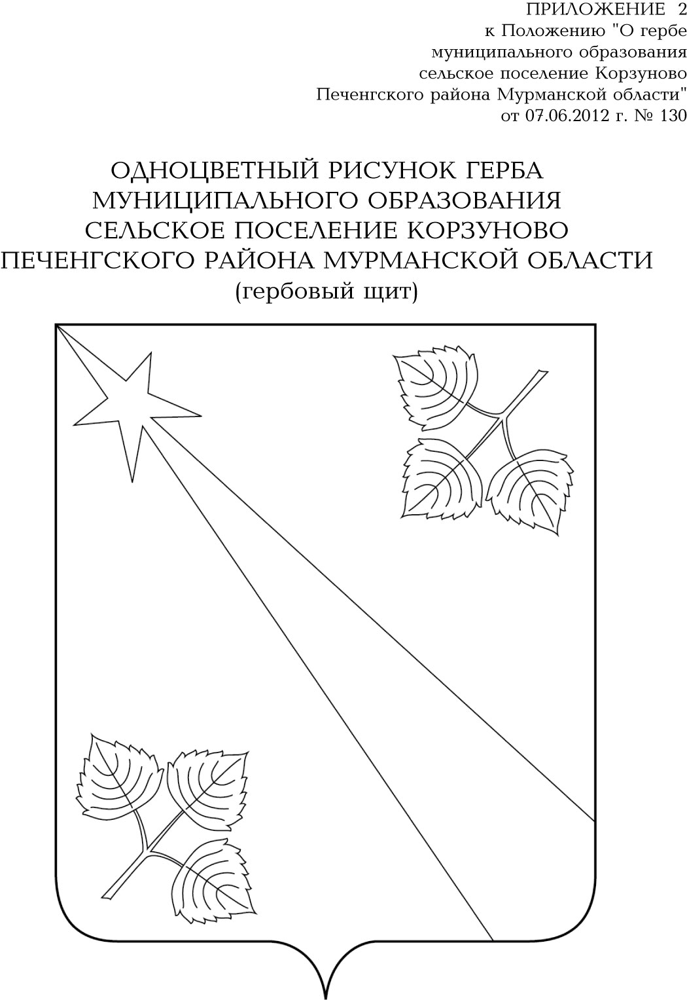 ПРИЛОЖЕНИЕ 2
к Положению "О гербе
муниципального образования
сельское поселение Корзуново
Печенгского района Мурманской области"
от 07.06.2012 г. № 130
ОДНОЦВЕТНЫЙ РИСУНОК ГЕРБА
МУНИЦИПАЛЬНОГО ОБРАЗОВАНИЯ
СЕЛЬСКОЕ ПОСЕЛЕНИЕ КОРЗУНОВО
ПЕЧЕНГСКОГО РАЙОНА МУРМАНСКОЙ ОБЛАСТИ
(гербовый щит)